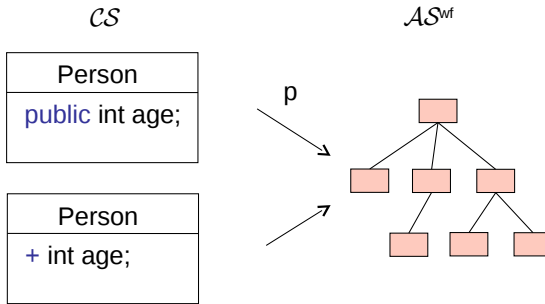 CS
ASwf
Person
public int age;
p
Person
+ int age;